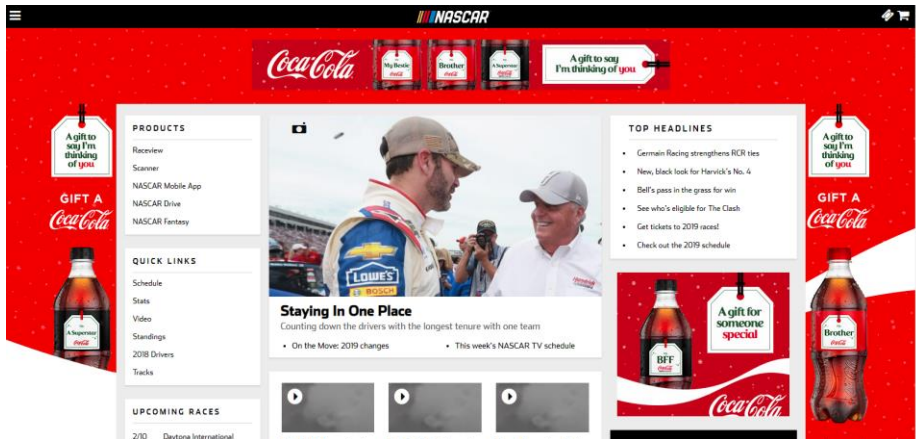 NASCAR
Coca-Cola
My Bestie
Brother
A Superstar
A gift to say
I'm thinking of you
A gift to
say I'm
thinking
of you
GIFT A
Coca-Cola
A Superstar
PRODUCTS
Raceview
Scanner
NASCAR Mobile App
NASCAR Drive
NASCAR Fantasy
QUICK LINKS
Schedule
Stats
Video
Standings
2018 Drivers
Tracks
UPCOMING RACES
2/10 Daytona International
LOWE'S
BOSCH
Staying In One Place
Counting down the drivers with the longest tenure with one team
On the Move: 2019 changes
This week's NASCAR TV schedule
TOP HEADLINES
Germain Racing strengthens RCR ties
New, black look for Harvick's No. 4
Bell's pass in the grass for win
See who's eligible for The Clash
Get tickets to 2019 races!
Check out the 2019 schedule
A gift for
someone
special
BFF
Coca-Cola
A gift to
say I'm
thinking
of you
GIFT A
Coca-Cola
Brother